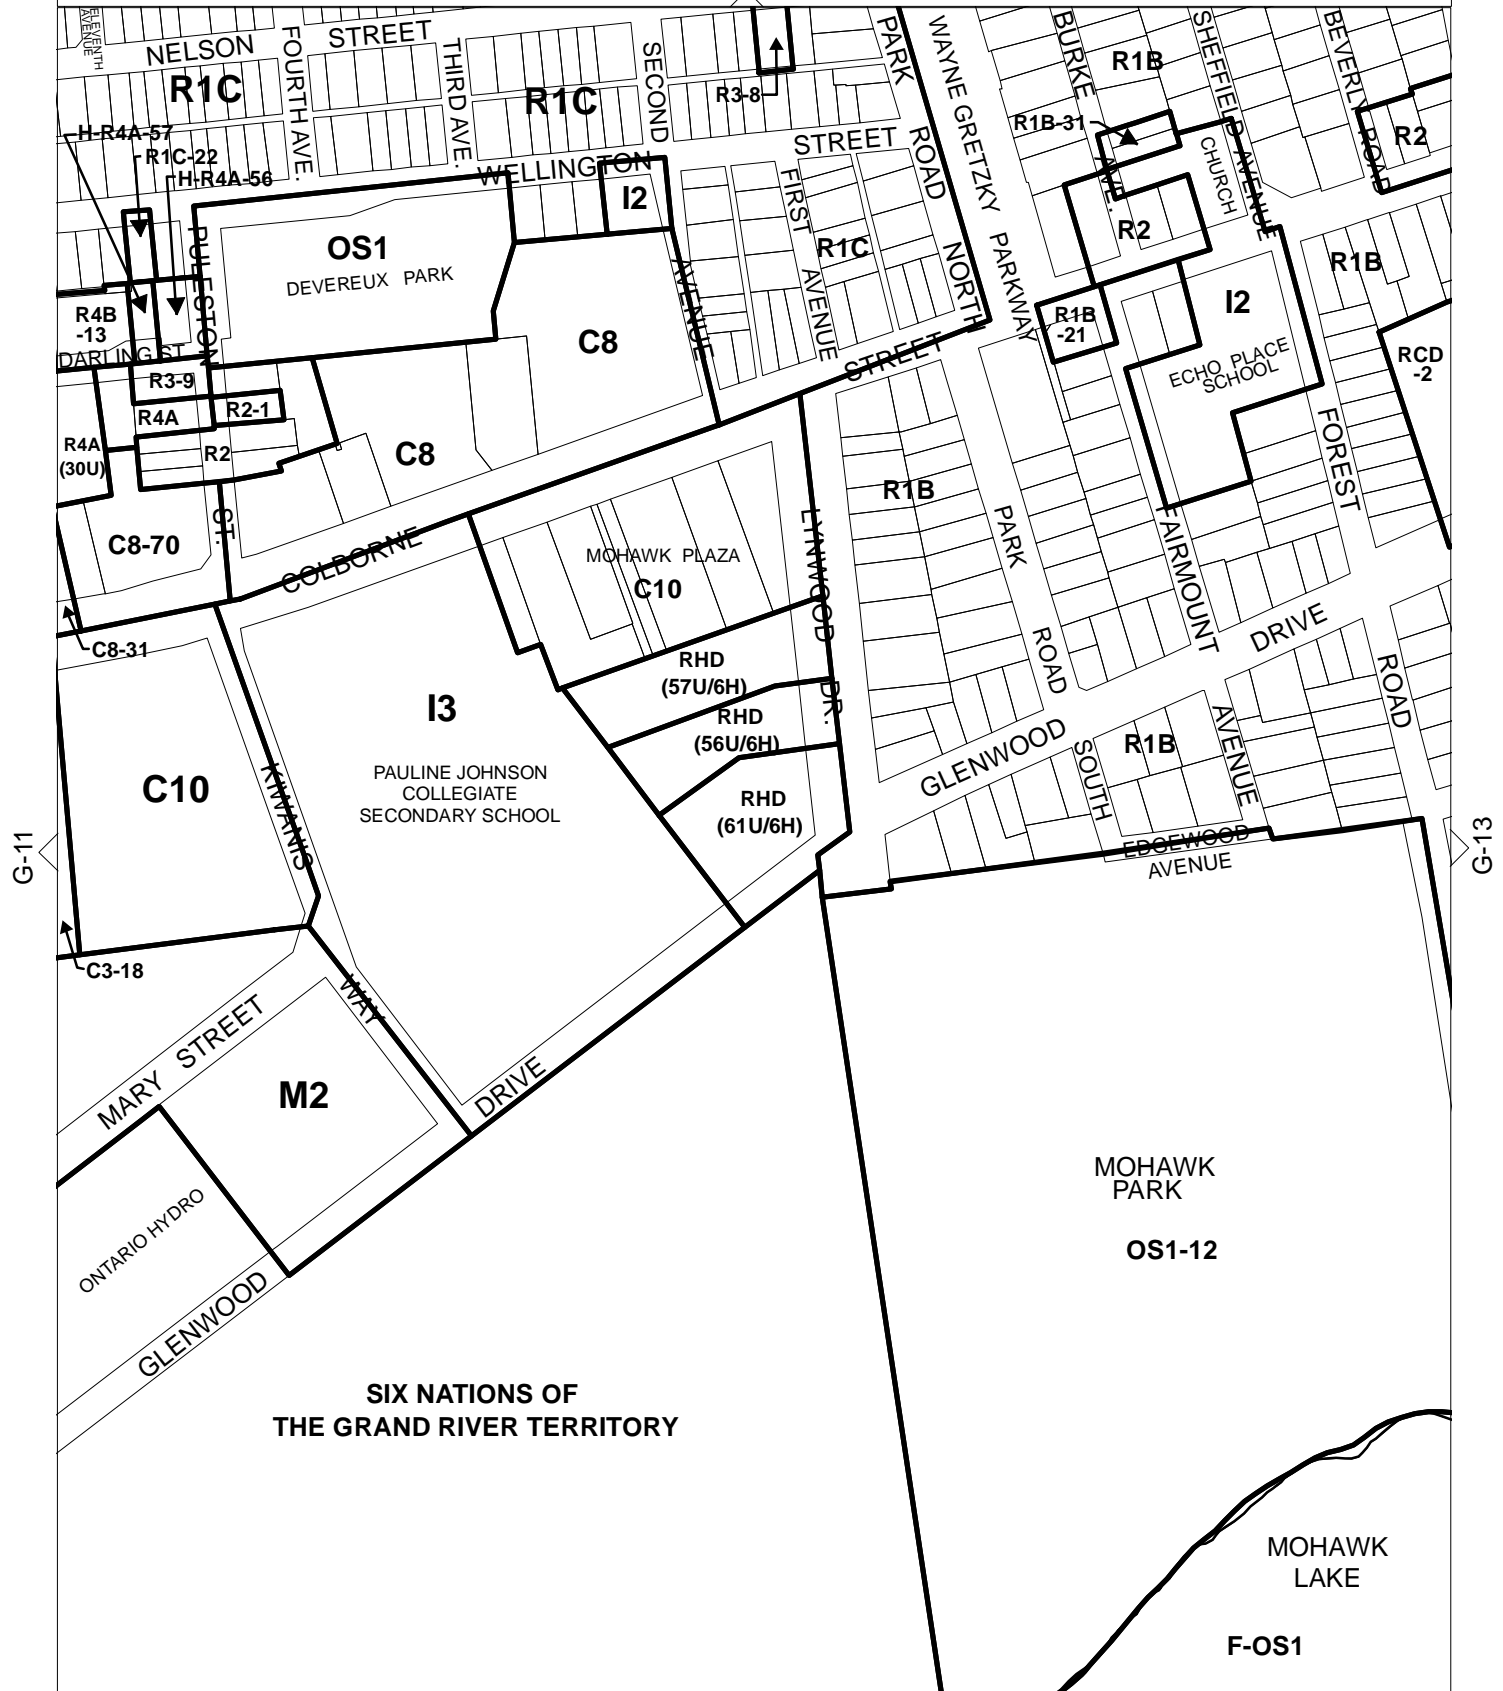 ELEVENTH
AVENUE
NELSON STREET
FOURTH AVE.
THIRD AVE.
SECOND AVENUE
PARK ROAD NORTH
WAYNE GRETZKY PARKWAY
BURKE AVE.
SHEFFIELD AVENUE
BEVERLY ROAD
R1C
R1C
R3-8
R1B
R1B-31
R2
H-R4A-57
R1C-22
H-R4A-56
WELLINGTON STREET
CHURCH
I2
FIRST AVENUE
R1C
R2
R1B
PULESTON ST.
OS1
DEVEREUX PARK
R4B
-13
DARLING ST.
C8
R1B
-21
I2
ECHO PLACE
SCHOOL
RCD
-2
R3-9
R4A
R2-1
R4A
(30U)
R2
C8
FOREST ROAD
C8-70
COLBORNE STREET
MOHAWK PLAZA
C10
LYNWOOD DR.
R1B
PARK ROAD SOUTH
FAIRMOUNT AVENUE
C8-31
RHD
(57U/6H)
RHD
(56U/6H)
RHD
(61U/6H)
I3
PAULINE JOHNSON
COLLEGIATE
SECONDARY SCHOOL
C10
KIWANIS WAY
GLENWOOD DRIVE
R1B
EDGEWOOD
AVENUE
G-11
G-13
C3-18
MARY STREET
M2
ONTARIO HYDRO
GLENWOOD DRIVE
MOHAWK
PARK
OS1-12
SIX NATIONS OF
THE GRAND RIVER TERRITORY
MOHAWK
LAKE
F-OS1